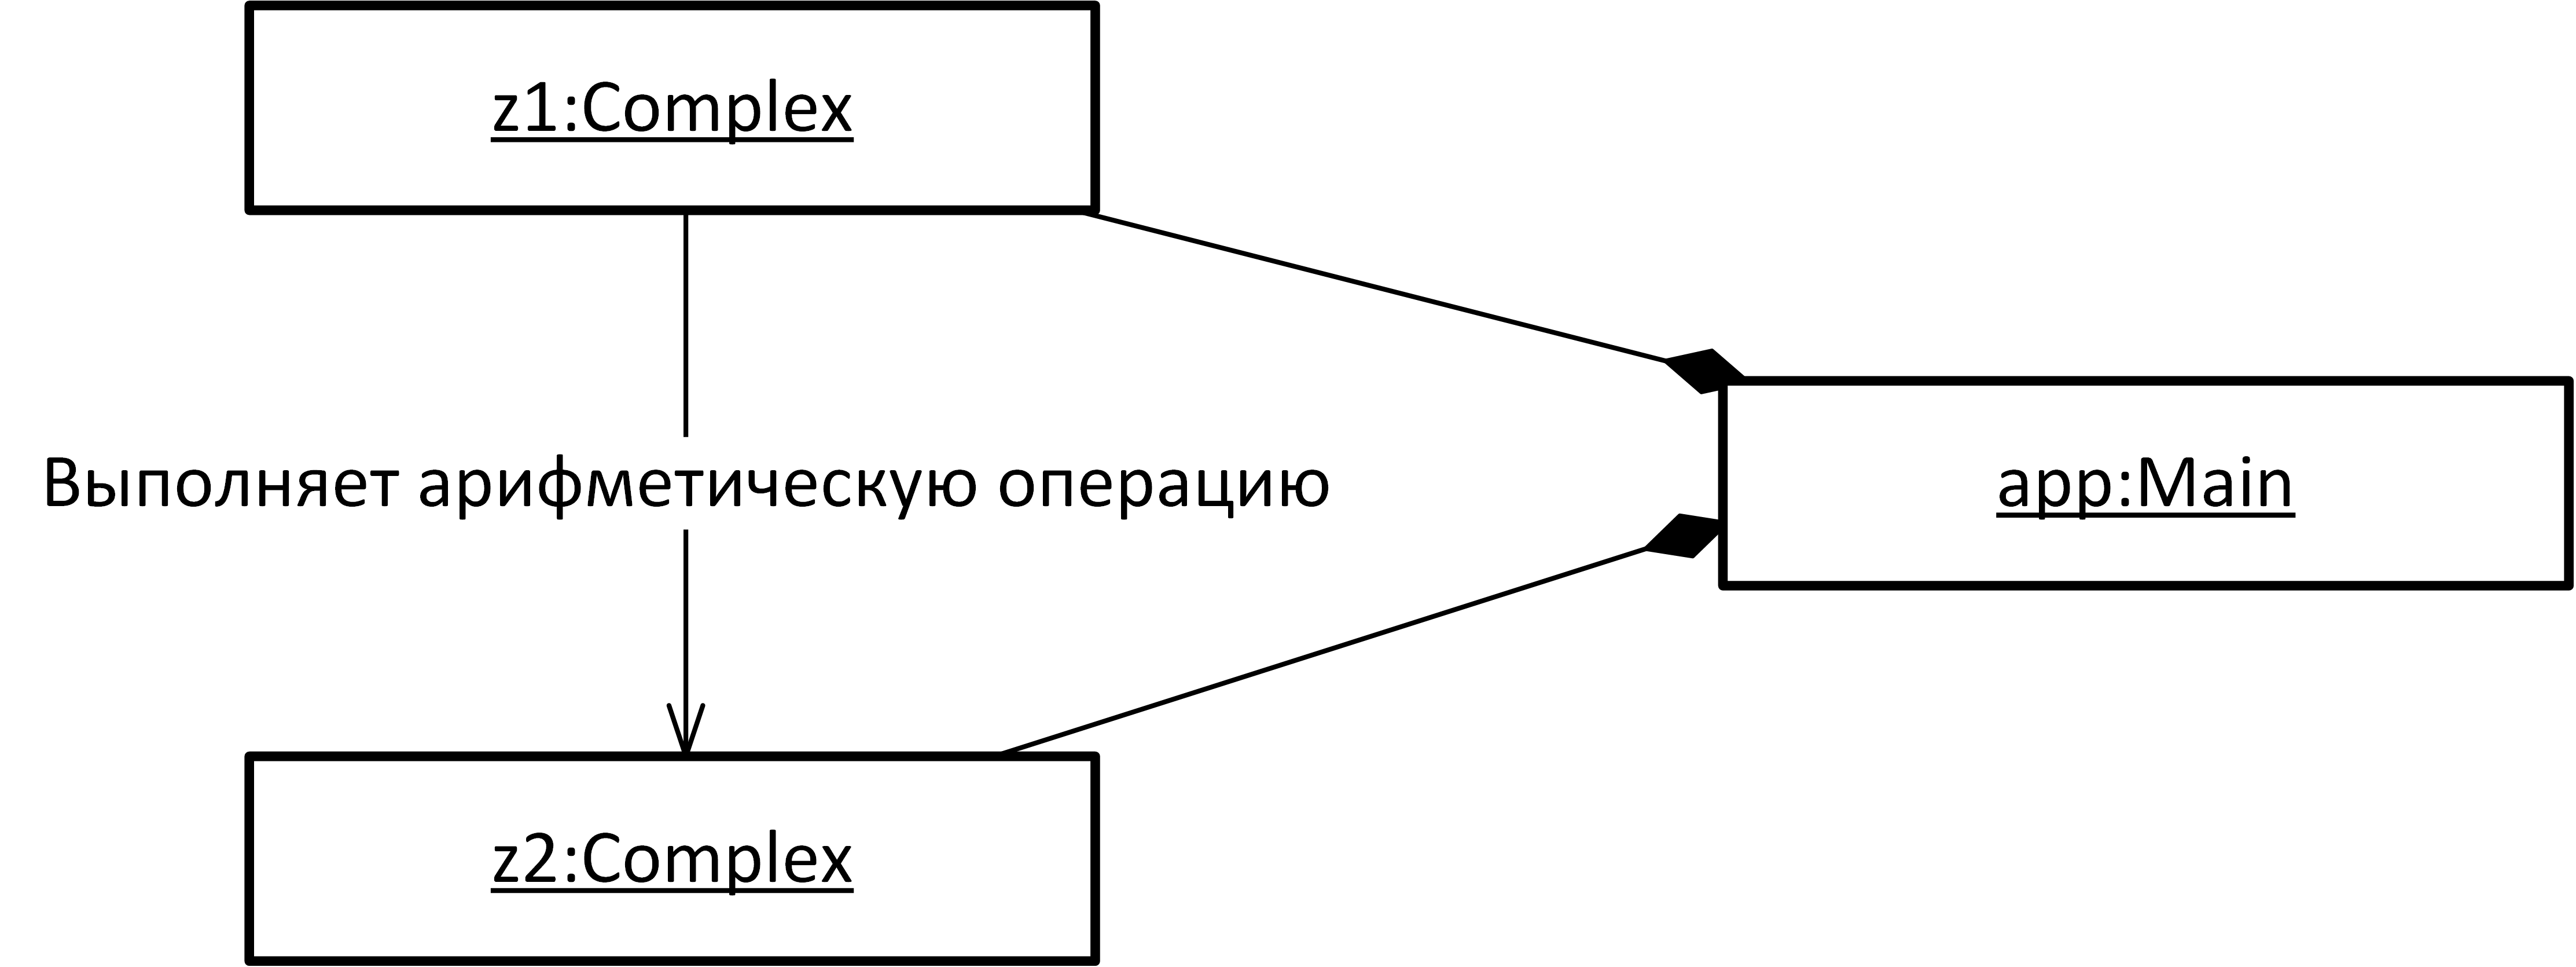 z1:Complex
Выполняет арифметическую операцию
app:Main
z2:Complex